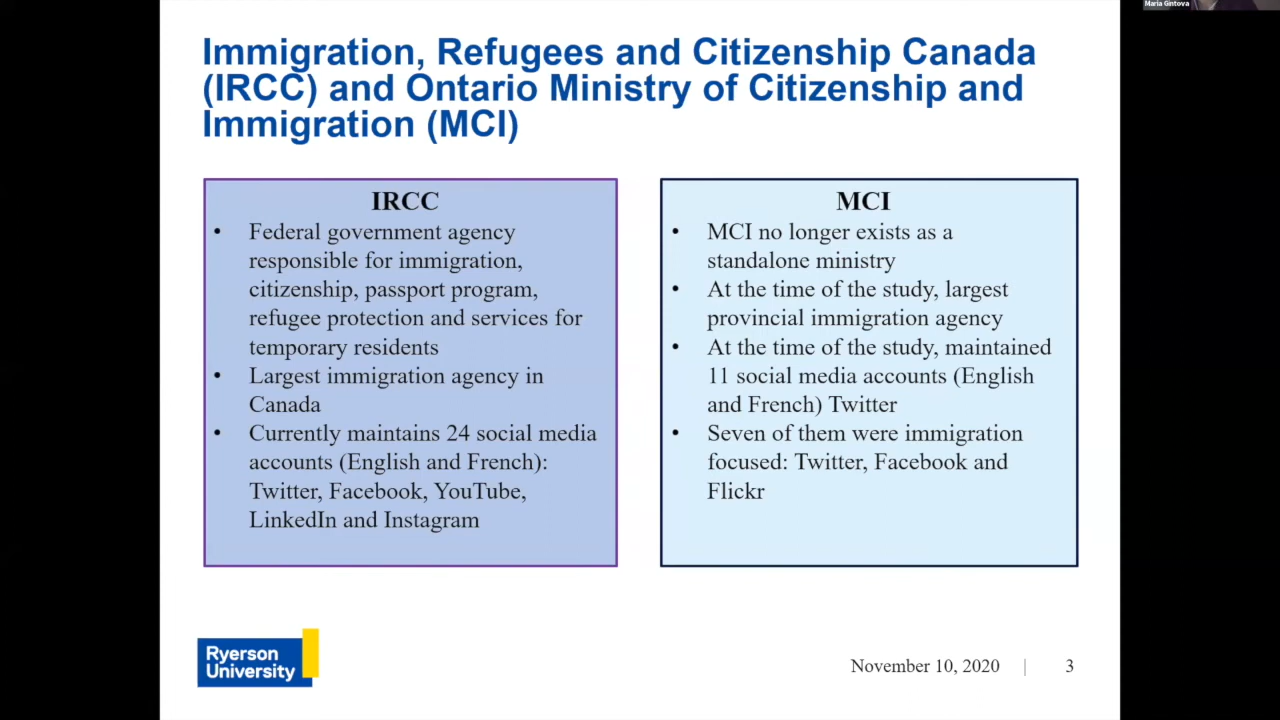 Maria Gintova
Immigration, Refugees and Citizenship Canada
(IRCC) and Ontario Ministry of Citizenship and
Immigration (MCI)
IRCC
• Federal government agency
responsible for immigration,
citizenship, passport program,
refugee protection and services for
temporary residents
• Largest immigration agency in
Canada
• Currently maintains 24 social media
accounts (English and French):
Twitter, Facebook, YouTube,
LinkedIn and Instagram
MCI
• MCI no longer exists as a
standalone ministry
• At the time of the study, largest
provincial immigration agency
• At the time of the study, maintained
11 social media accounts (English
and French) Twitter
• Seven of them were immigration
focused: Twitter, Facebook and
Flickr
Ryerson
University
November 10, 2020 | 3